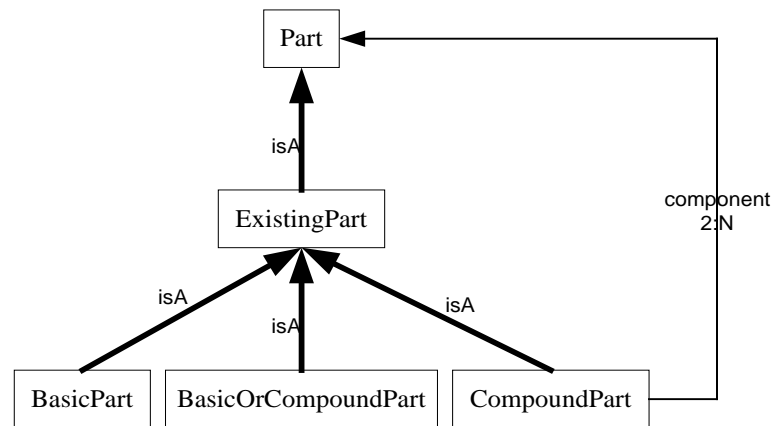 Part
isA
component
2:N
ExistingPart
isA
isA
isA
BasicPart
BasicOrCompoundPart
CompoundPart